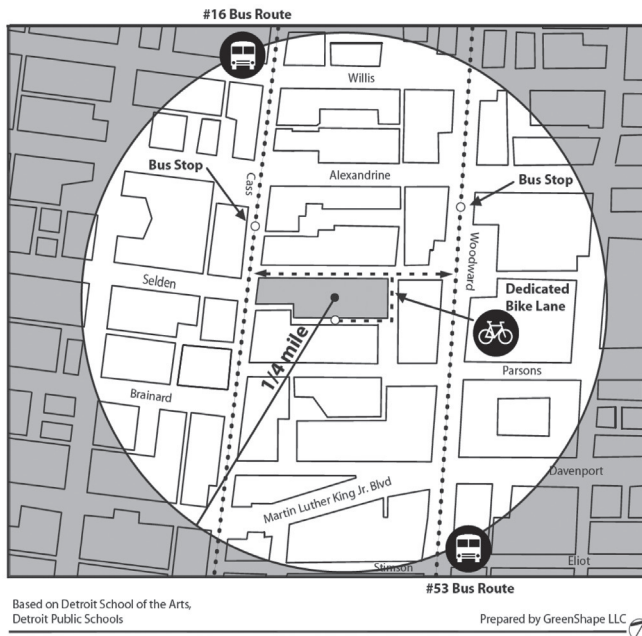 #16 Bus Route
Willis
Bus Stop
Cass
Alexandrine
Bus Stop
Woodward
Selden
Dedicated
Bike Lane
1/4 mile
Parsons
Brainard
Davenport
Martin Luther King Jr. Blvd
Stimson
Eliot
#53 Bus Route
Based on Detroit School of the Arts,
Detroit Public Schools
Prepared by GreenShape LLC